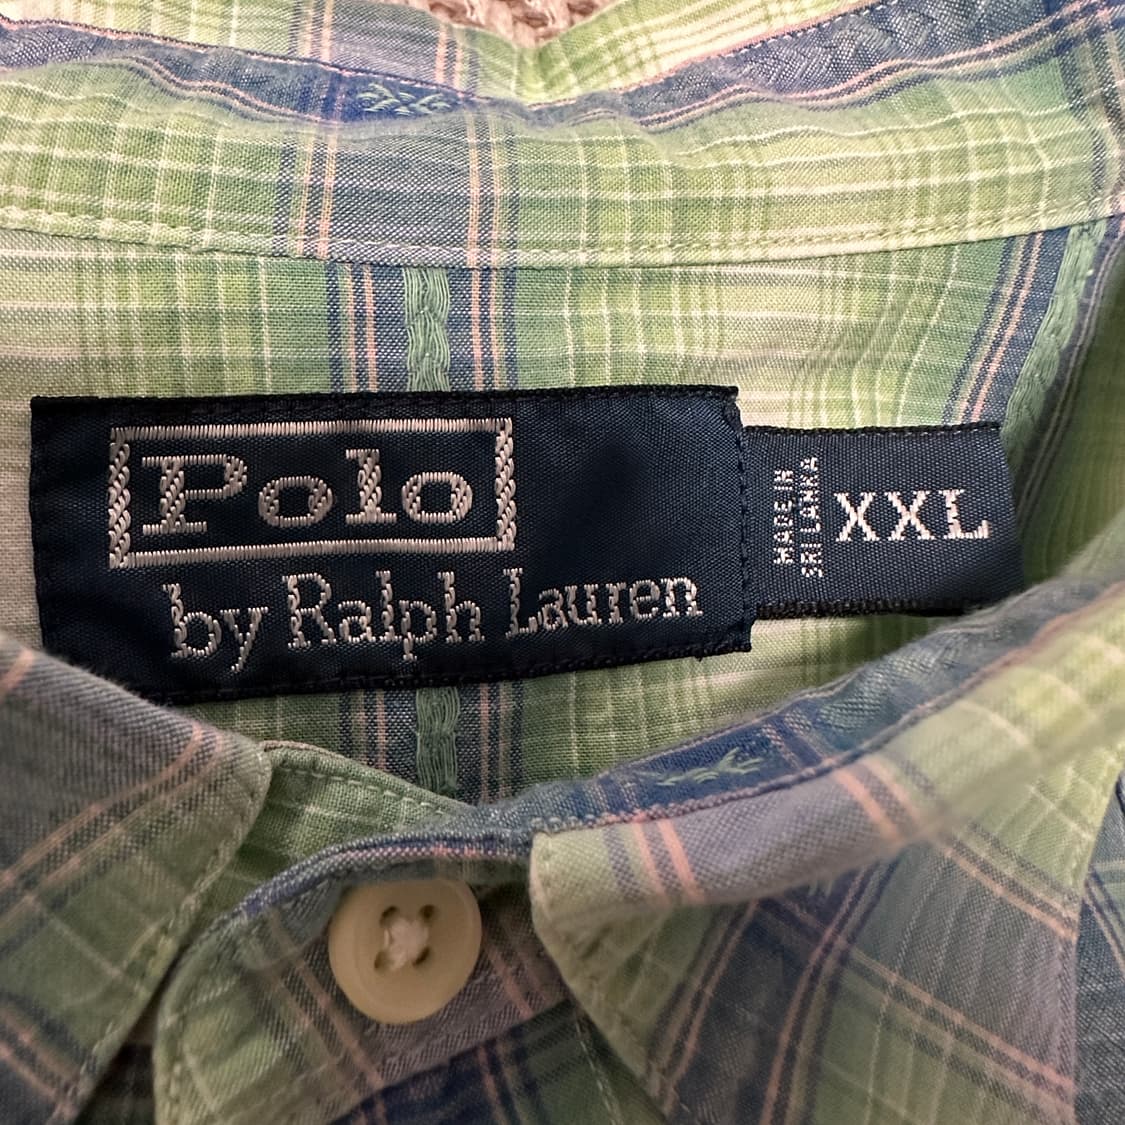 Polo
by Ralph Lauren
MADE IN
SRI LANKA
XXL